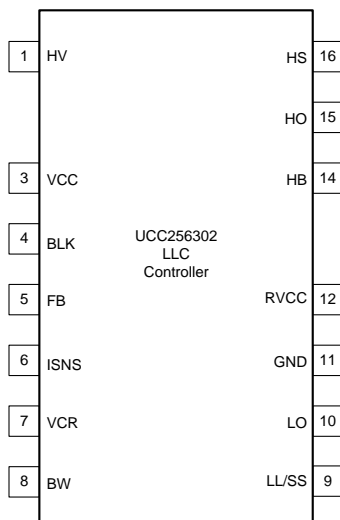 1 HV
HS 16
HO 15
3 VCC
HB 14
4 BLK
UCC256302
LLC
Controller
5 FB
RVCC 12
6 ISNS
GND 11
7 VCR
LO 10
8 BW
LL/SS 9